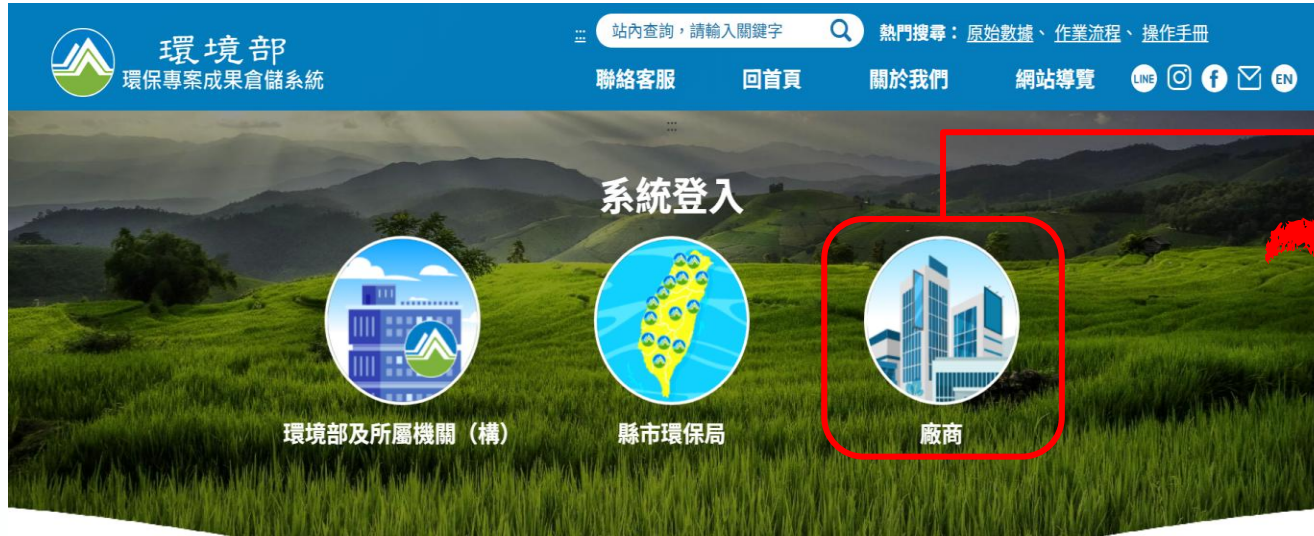 環境部
環保專案成果倉儲系統
站內查詢，請輸入關鍵字
熱門搜尋： 原始數據、 作業流程、 操作手冊
聯絡客服 回首頁 關於我們 網站導覽 LINE EN
系統登入
環境部及所屬機關（構） 縣市環保局 廠商